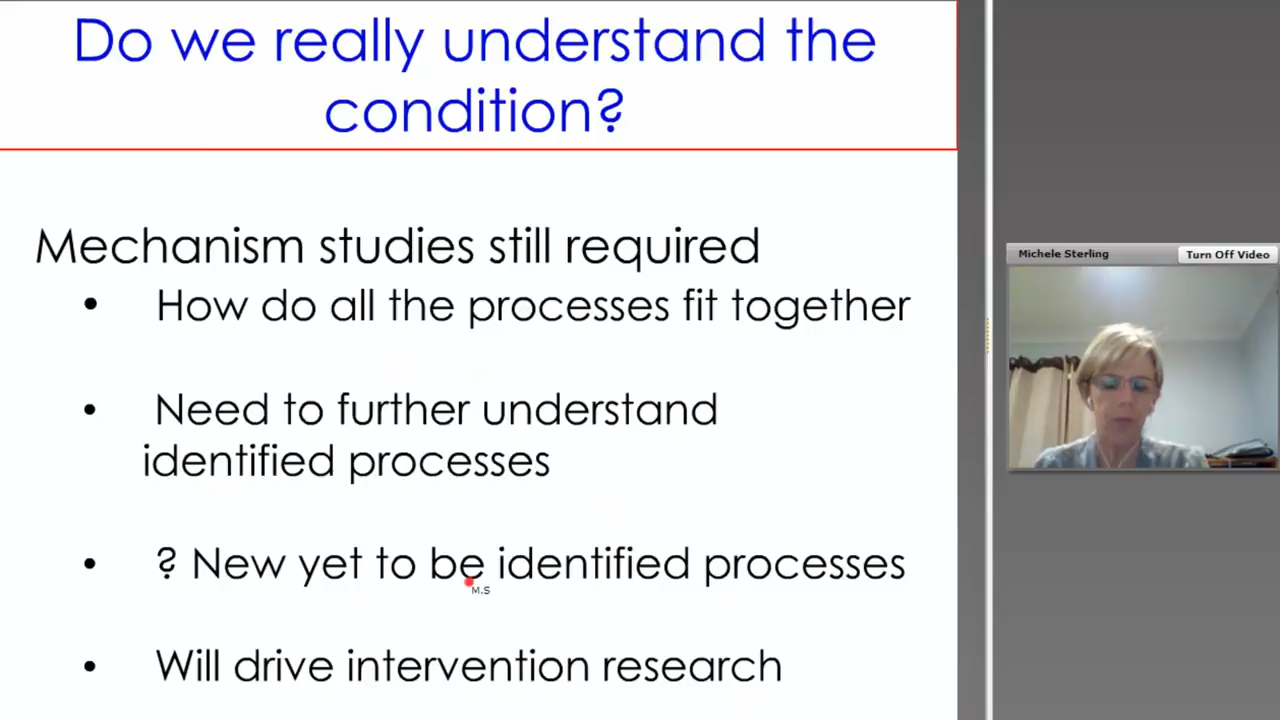 Do we really understand the
condition?
Mechanism studies still required
• How do all the processes fit together
• Need to further understand
identified processes
• ? New yet to be identified processes
M.S
• Will drive intervention research
Michele Sterling
Turn Off Video